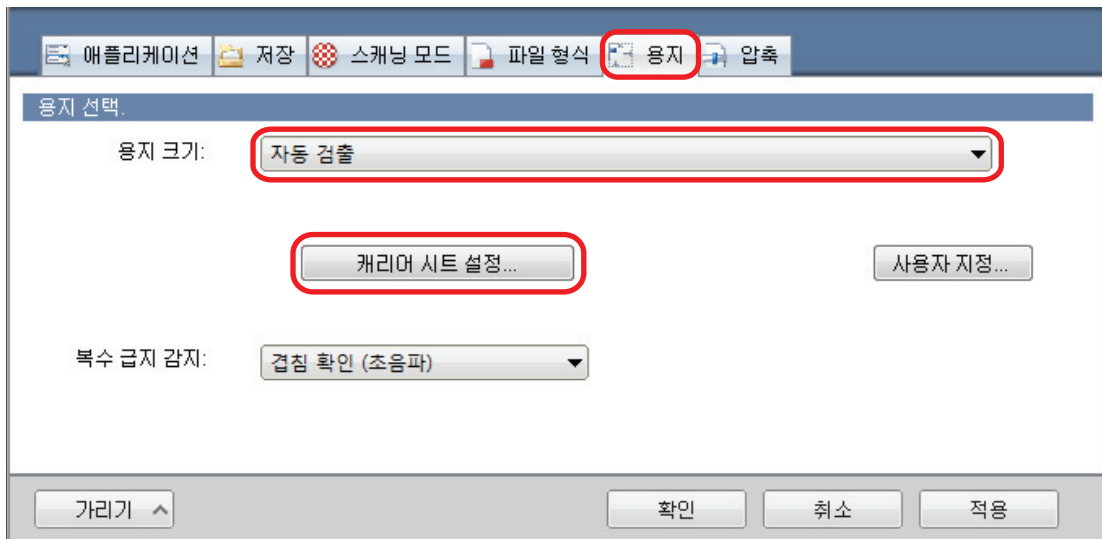 애플리케이션 저장 스캐닝 모드 파일 형식 용지 압축
용지 선택.
용지 크기: 자동 검출
캐리어 시트 설정... 사용자 지정...
복수 급지 감지: 겹침 확인 (초음파)
가리기 확인 취소 적용